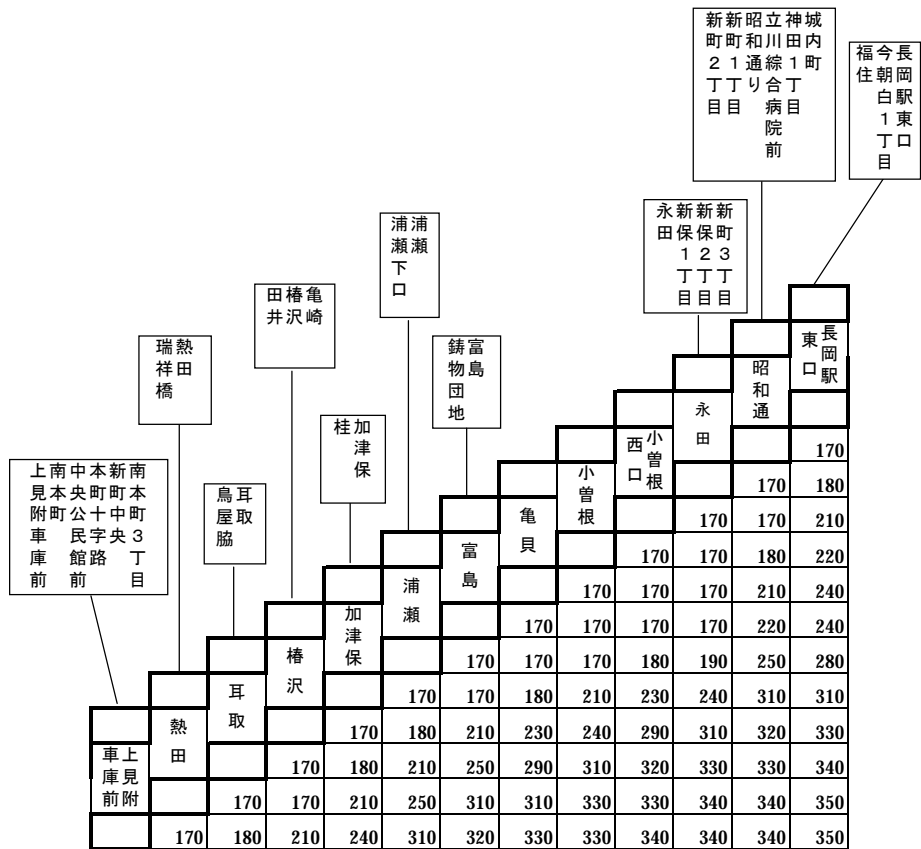 長岡駅東口
今朝白1丁目
福住
城内町
神田1丁目
立川綜合病院前
昭和通り
新町1丁目
新町2丁目
新町3丁目
新保2丁目
新保1丁目
永田
浦瀬
浦瀬下口
亀崎
椿沢
田井
熱田
瑞祥橋
富島
鋳物団地
加津保
桂
南本町3丁目
新町中央
本町十字路
中央公民館前
南本町
上見附車庫前
耳取
鳥屋脇
長岡駅
東口
昭和通
永田
小曽根
西口
小曽根
亀貝
富島
浦瀬
加津保
椿沢
耳取
熱田
上見附
車庫前
170
170 180
170 170 210
170 170 180 220
170 170 170 210 240
170 170 170 170 220 240
170 170 170 180 190 250 280
170 170 180 210 230 240 310 310
170 180 210 230 240 290 310 320 330
170 180 210 250 290 310 320 330 330 340
170 170 210 250 310 310 330 330 340 340 350
170 180 210 240 310 320 330 330 340 340 340 350